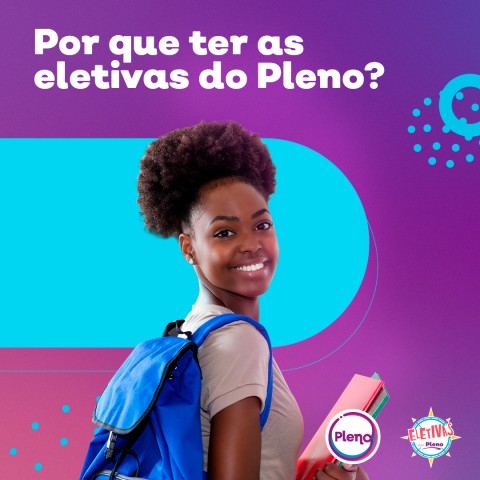 Por que ter as
eletivas do Pleno?
Pleno
ELETIVAS
Pleno